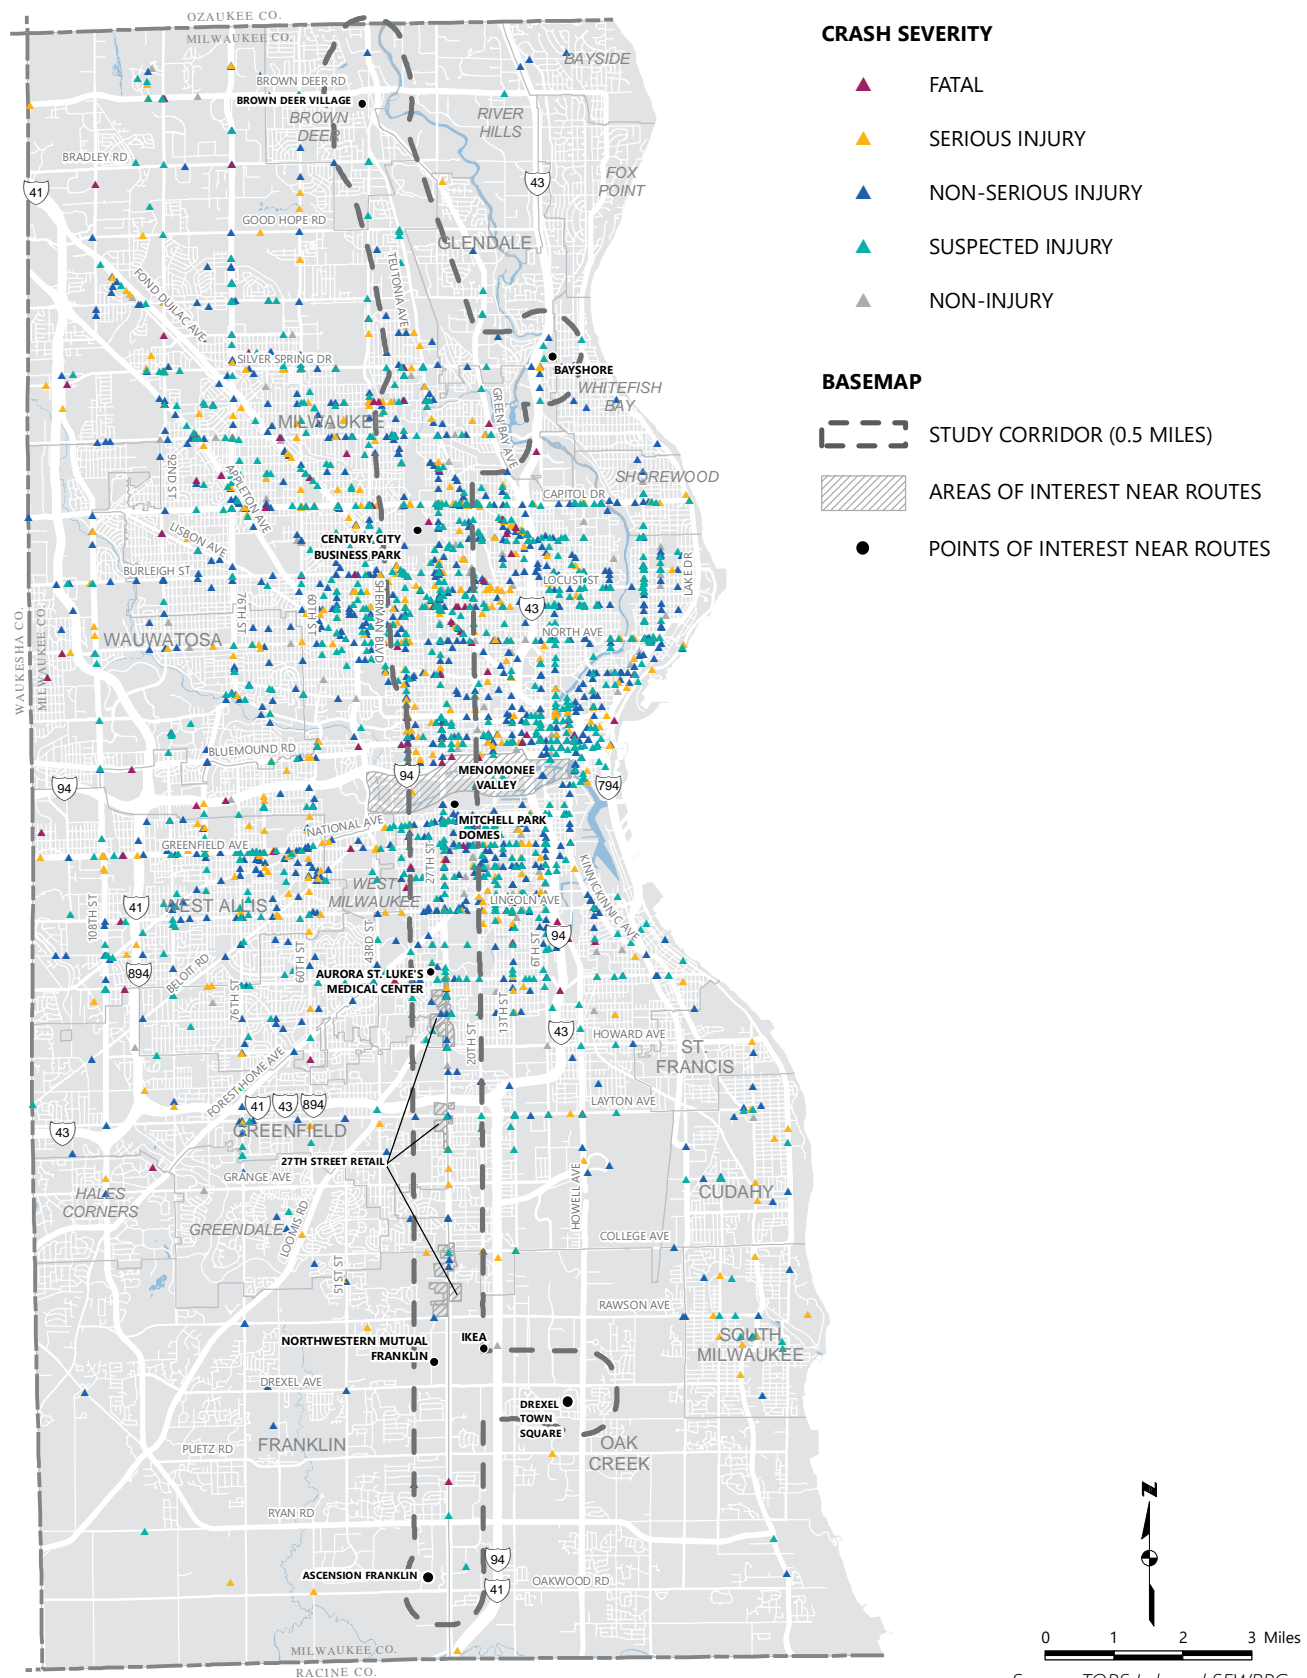 OZAUKEE CO.
MILWAUKEE CO.
BAYSIDE
BROWN DEER RD
BROWN DEER VILLAGE
BROWN
DEER
RIVER
HILLS
BRADLEY RD
FOX
POINT
41
43
GOOD HOPE RD
GLENDALE
TEUTONIA AVE
FOND DU LAC AVE
SILVER SPRING DR
BAYSHORE
WHITEFISH
BAY
GREEN BAY AVE
MILWAUKEE
92ND ST
APPLETON AVE
SHOREWOOD
CAPITOL DR
LISBON AVE
CENTURY CITY
BUSINESS PARK
BURLEIGH ST
LOCUST ST
LAKE DR
76TH ST
60TH ST
SHERMAN BLVD
43
WAUKESHA CO.
MILWAUKEE CO.
WAUWATOSA
NORTH AVE
BLUEMOUND RD
94
94
MENOMONEE
VALLEY
794
MITCHELL PARK
DOMES
NATIONAL AVE
GREENFIELD AVE
27TH ST
KINNICKINNIC AVE
WEST
MILWAUKEE
LINCOLN AVE
WEST ALLIS
41
108TH ST
43RD ST
60TH ST
6TH ST
94
894
BELOIT RD
AURORA ST. LUKE'S
MEDICAL CENTER
76TH ST
13TH ST
20TH ST
43
HOWARD AVE
ST.
FRANCIS
FOREST HOME AVE
41
43
894
LAYTON AVE
43
GREENFIELD
27TH STREET RETAIL
GRANGE AVE
HALES
CORNERS
CUDAHY
GREENDALE
LOOMIS RD
HOWELL AVE
COLLEGE AVE
51ST ST
RAWSON AVE
NORTHWESTERN MUTUAL
FRANKLIN
IKEA
SOUTH
MILWAUKEE
DREXEL AVE
DREXEL
TOWN
SQUARE
FRANKLIN
PUETZ RD
OAK
CREEK
RYAN RD
94
ASCENSION FRANKLIN
41
OAKWOOD RD
MILWAUKEE CO.
RACINE CO.
CRASH SEVERITY
FATAL
SERIOUS INJURY
NON-SERIOUS INJURY
SUSPECTED INJURY
NON-INJURY
BASEMAP
STUDY CORRIDOR (0.5 MILES)
AREAS OF INTEREST NEAR ROUTES
POINTS OF INTEREST NEAR ROUTES
N
0 1 2 3 Miles